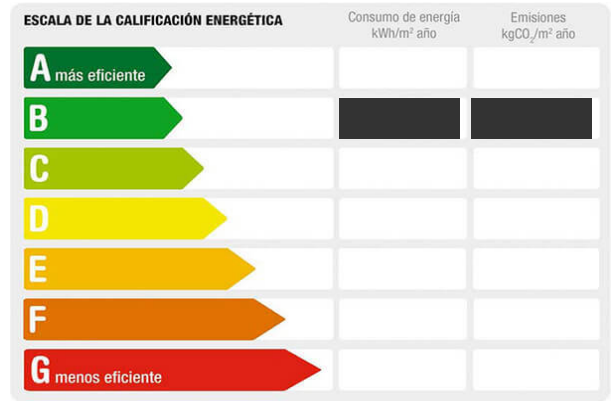 ESCALA DE LA CALIFICACIÓN ENERGÉTICA
Consumo de energía
kWh/m² año
Emisiones
kgCO₂/m² año
A más eficiente
B
C
D
E
F
G menos eficiente